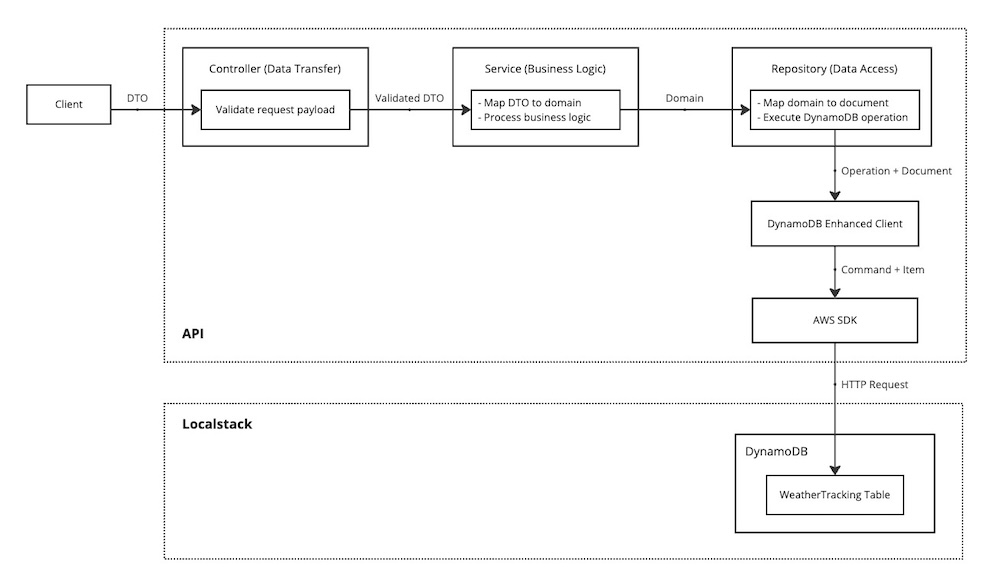 Controller (Data Transfer)
Service (Business Logic)
Repository (Data Access)
Client
DTO
Validate request payload
Validated DTO
- Map DTO to domain
- Process business logic
Domain
- Map domain to document
- Execute DynamoDB operation
Operation + Document
DynamoDB Enhanced Client
Command + Item
AWS SDK
API
HTTP Request
Localstack
DynamoDB
WeatherTracking Table